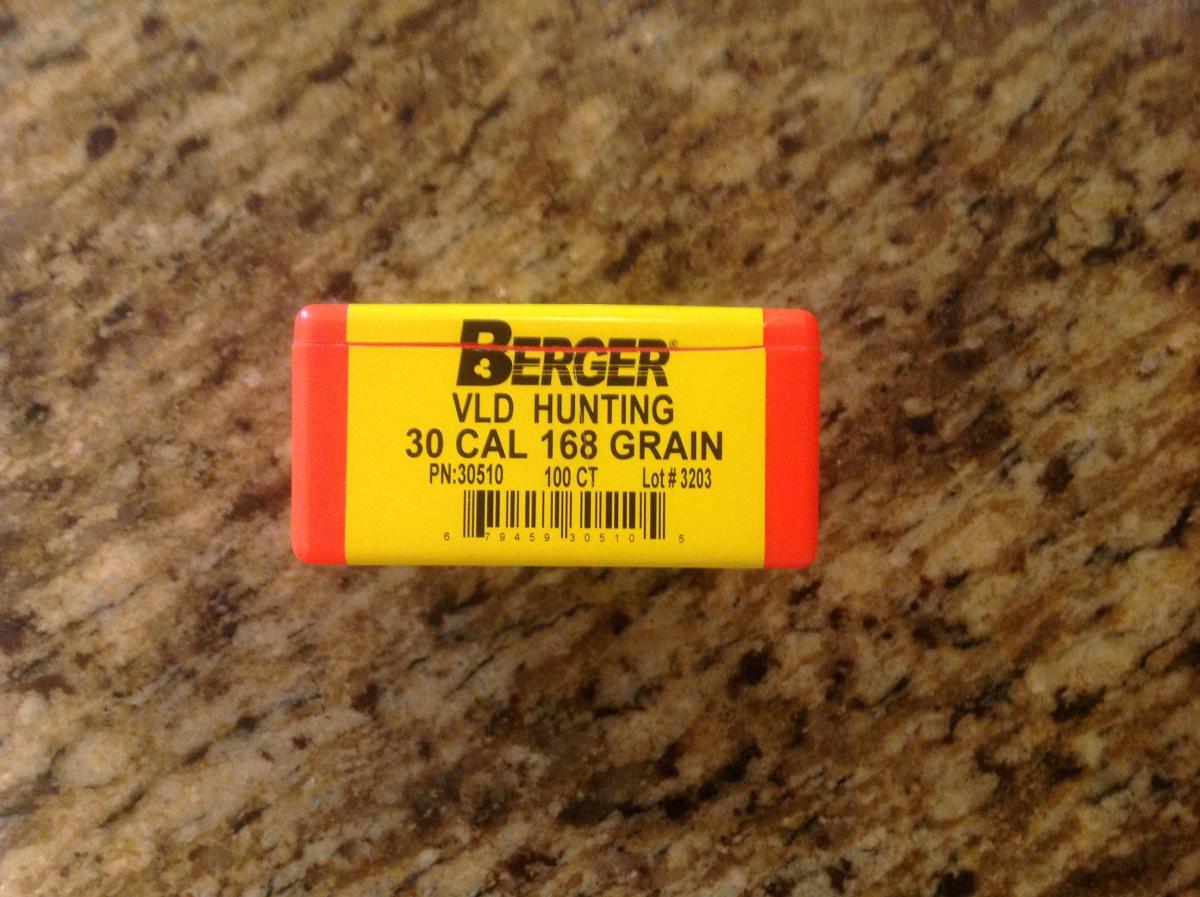 BERGER®
VLD HUNTING
30 CAL 168 GRAIN
PN:30510 100 CT Lot # 3203
6 79459 30510 5